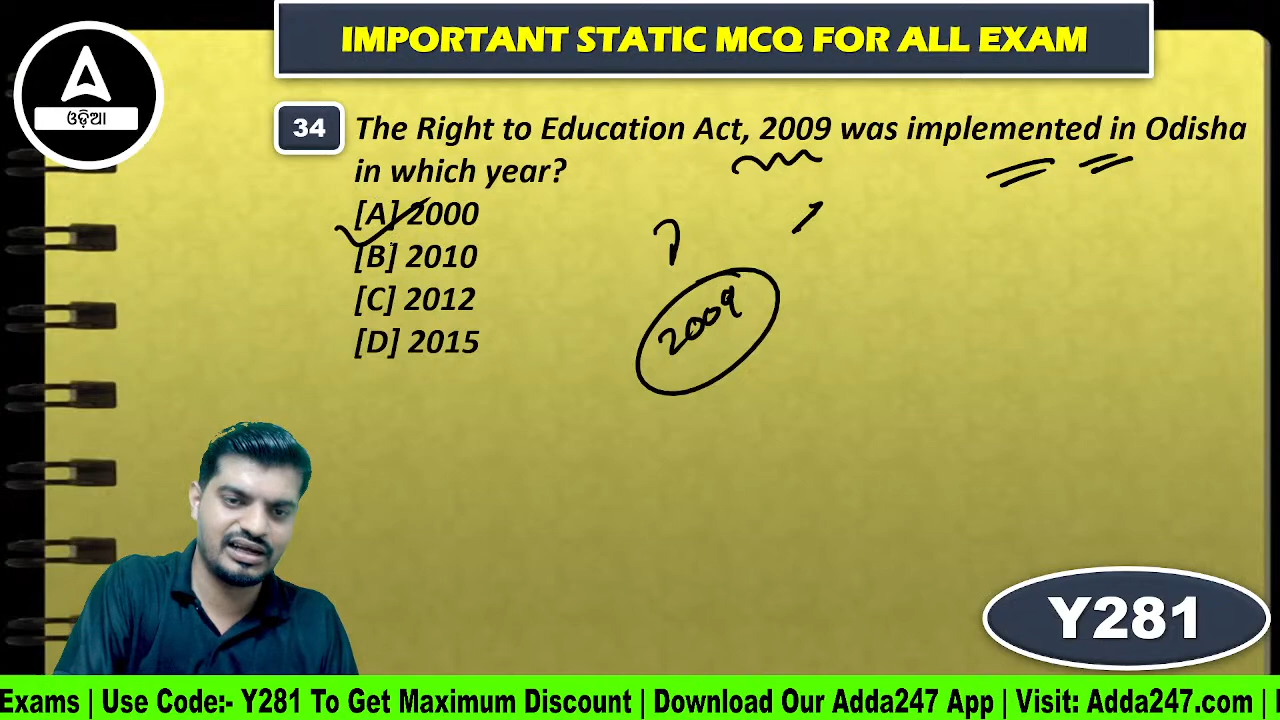 IMPORTANT STATIC MCQ FOR ALL EXAM
ଓଡ଼ିଆ
34 The Right to Education Act, 2009 was implemented in Odisha
in which year?
[A] 2000
[B] 2010
[C] 2012
[D] 2015
2009
Y281
Exams | Use Code:- Y281 To Get Maximum Discount | Download Our Adda247 App | Visit: Adda247.com |